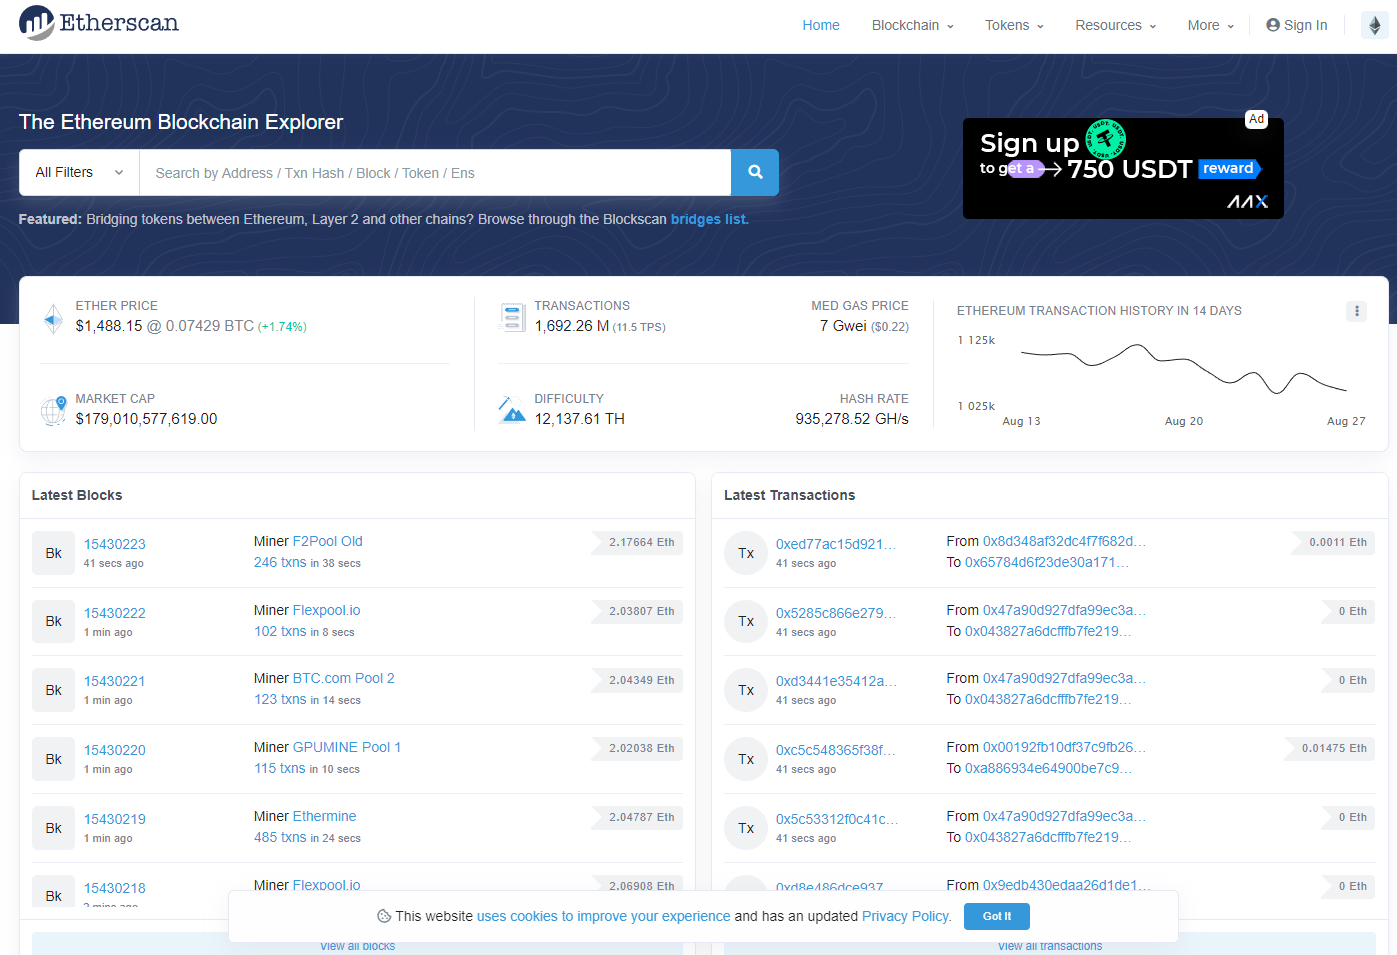 Etherscan
Home Blockchain Tokens Resources More Sign In
The Ethereum Blockchain Explorer
All Filters Search by Address / Txn Hash / Block / Token / Ens
Featured: Bridging tokens between Ethereum, Layer 2 and other chains? Browse through the Blockscan bridges list.
Ad
Sign up
to get a → 750 USDT reward
AAX
ETHER PRICE
$1,488.15 @ 0.07429 BTC (+1.74%)
MARKET CAP
$179,010,577,619.00
TRANSACTIONS MED GAS PRICE
1,692.26 M (11.5 TPS) 7 Gwei ($0.22)
DIFFICULTY HASH RATE
12,137.61 TH 935,278.52 GH/s
ETHEREUM TRANSACTION HISTORY IN 14 DAYS
1 125k
1 025k
Aug 13 Aug 20 Aug 27
Latest Blocks
Bk 15430223 Miner F2Pool Old 2.17664 Eth
41 secs ago 246 txns in 38 secs
Bk 15430222 Miner Flexpool.io 2.03807 Eth
1 min ago 102 txns in 8 secs
Bk 15430221 Miner BTC.com Pool 2 2.04349 Eth
1 min ago 123 txns in 14 secs
Bk 15430220 Miner GPUMINE Pool 1 2.02038 Eth
1 min ago 115 txns in 10 secs
Bk 15430219 Miner Ethermine 2.04787 Eth
1 min ago 485 txns in 24 secs
Bk 15430218 Miner Flexpool.io 2.06908 Eth
2 mins ago
View all blocks
Latest Transactions
Tx 0xed77ac15d921... From 0x8d348af32dc4f7f682d... 0.0011 Eth
41 secs ago To 0x65784d6f23de30a171...
Tx 0x5285c866e279... From 0x47a90d927dfa99ec3a... 0 Eth
41 secs ago To 0x043827a6dcfffb7fe219...
Tx 0xd3441e35412a... From 0x47a90d927dfa99ec3a... 0 Eth
41 secs ago To 0x043827a6dcfffb7fe219...
Tx 0xc5c548365f38f... From 0x00192fb10df37c9fb26... 0.01475 Eth
41 secs ago To 0xa886934e64900be7c9...
Tx 0x5c53312f0c41c... From 0x47a90d927dfa99ec3a... 0 Eth
41 secs ago To 0x043827a6dcfffb7fe219...
0xd8e486dce937... From 0x9edb430edaa26d1de1... 0 Eth
View all transactions
This website uses cookies to improve your experience and has an updated Privacy Policy. Got It